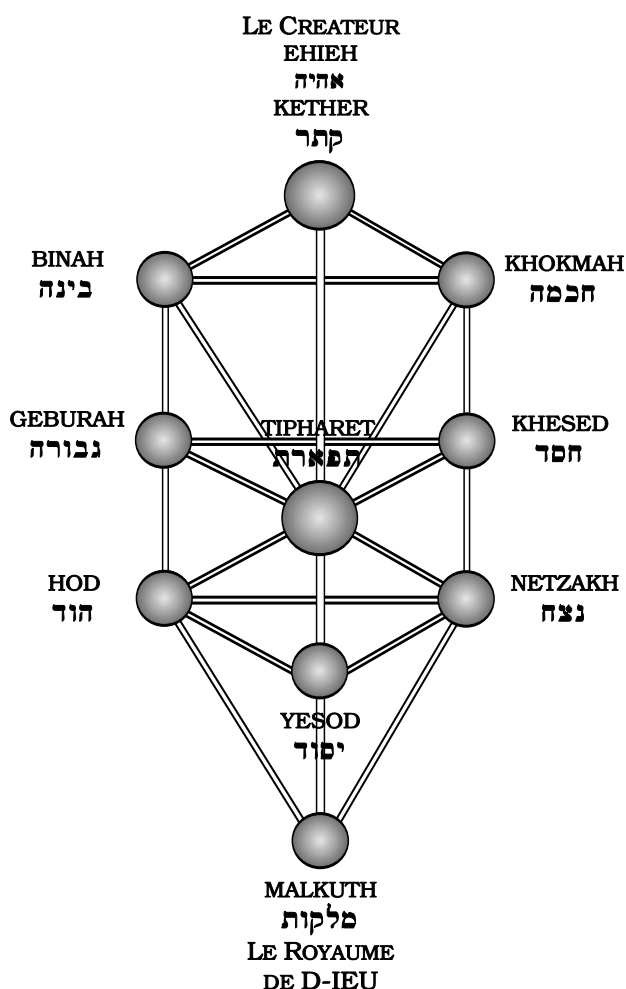 LE CREATEUR
EHIEH
אהיה
KETHER
קתר
BINAH
בינה
KHOKMAH
חכמה
GEBURAH
גבורה
TIPHARET
תפארת
KHESED
חסד
HOD
הוד
NETZAKH
נצח
YESOD
יסוד
MALKUTH
מלקות
LE ROYAUME
DE D-IEU